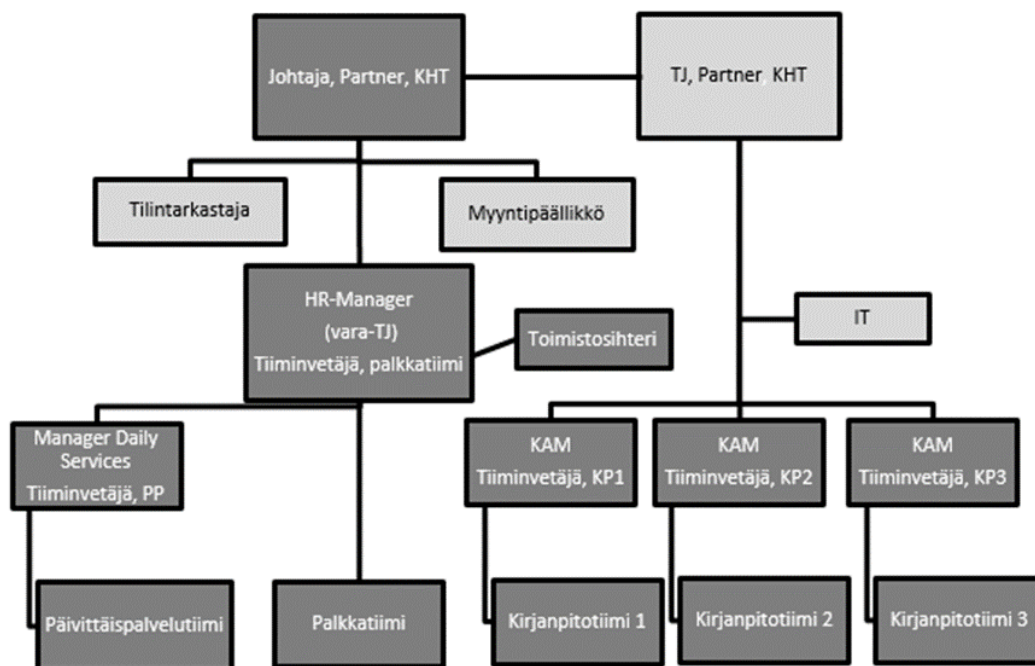 Johtaja, Partner, KHT
TJ, Partner, KHT
Tilintarkastaja
Myyntipäällikkö
HR-Manager
(vara-TJ)
Tiiminvetäjä, palkkatiimi
Toimistosihteri
IT
Manager Daily
Services
Tiiminvetäjä, PP
KAM
Tiiminvetäjä, KP1
KAM
Tiiminvetäjä, KP2
KAM
Tiiminvetäjä, KP3
Päivittäispalvelutiimi
Palkkatiimi
Kirjanpitotiimi 1
Kirjanpitotiimi 2
Kirjanpitotiimi 3